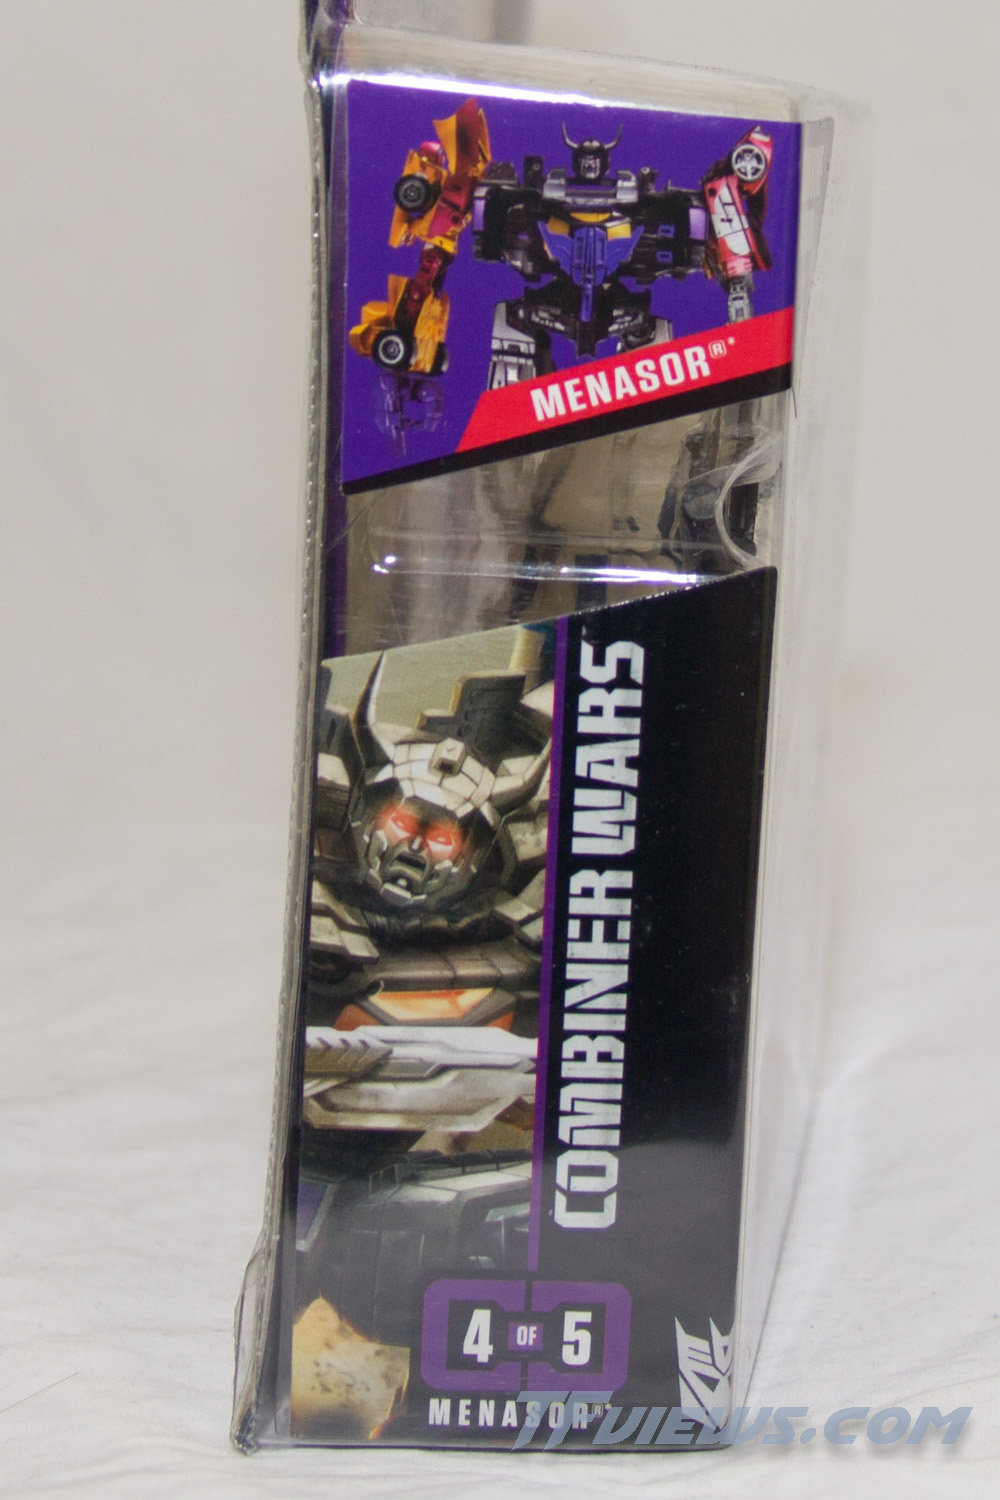 MENASOR®*
COMBINER WARS
4 OF 5
MENASOR®*
TFVIEWS.COM